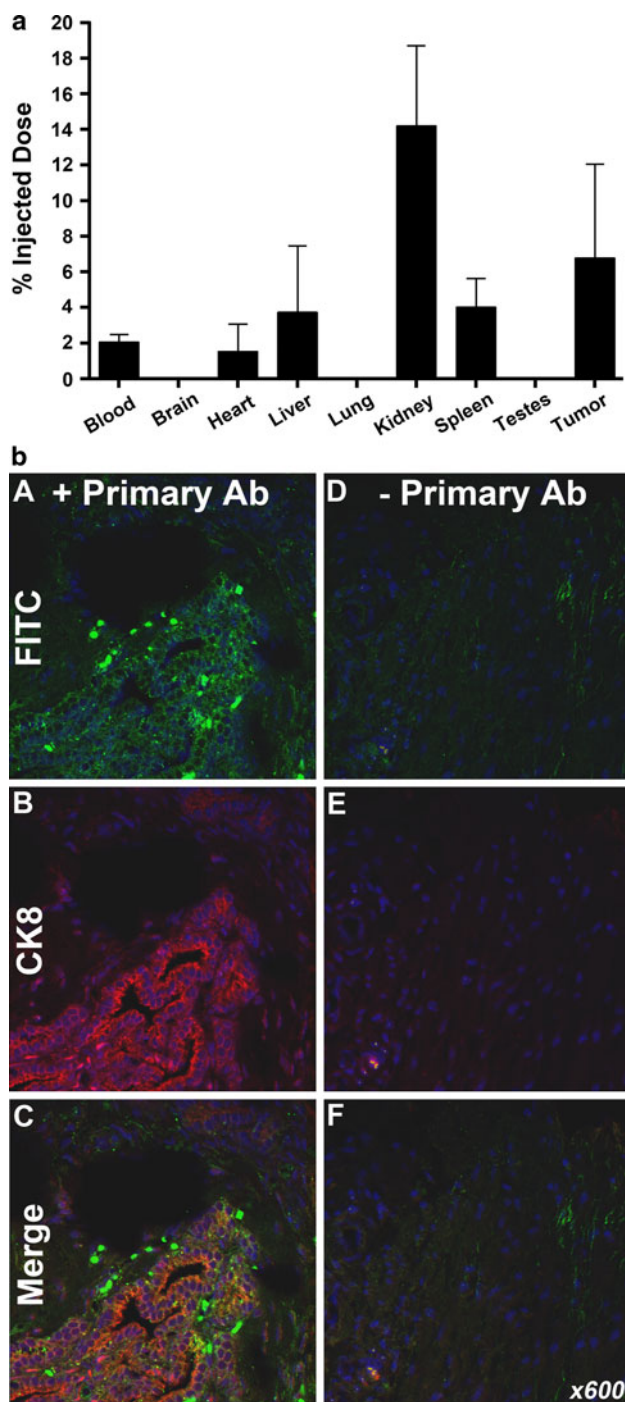 a
% Injected Dose
20
18
16
14
12
10
8
6
4
2
0
Blood
Brain
Heart
Liver
Lung
Kidney
Spleen
Testes
Tumor
b
A + Primary Ab
D - Primary Ab
FITC
B
E
CK8
C
F
Merge
x600